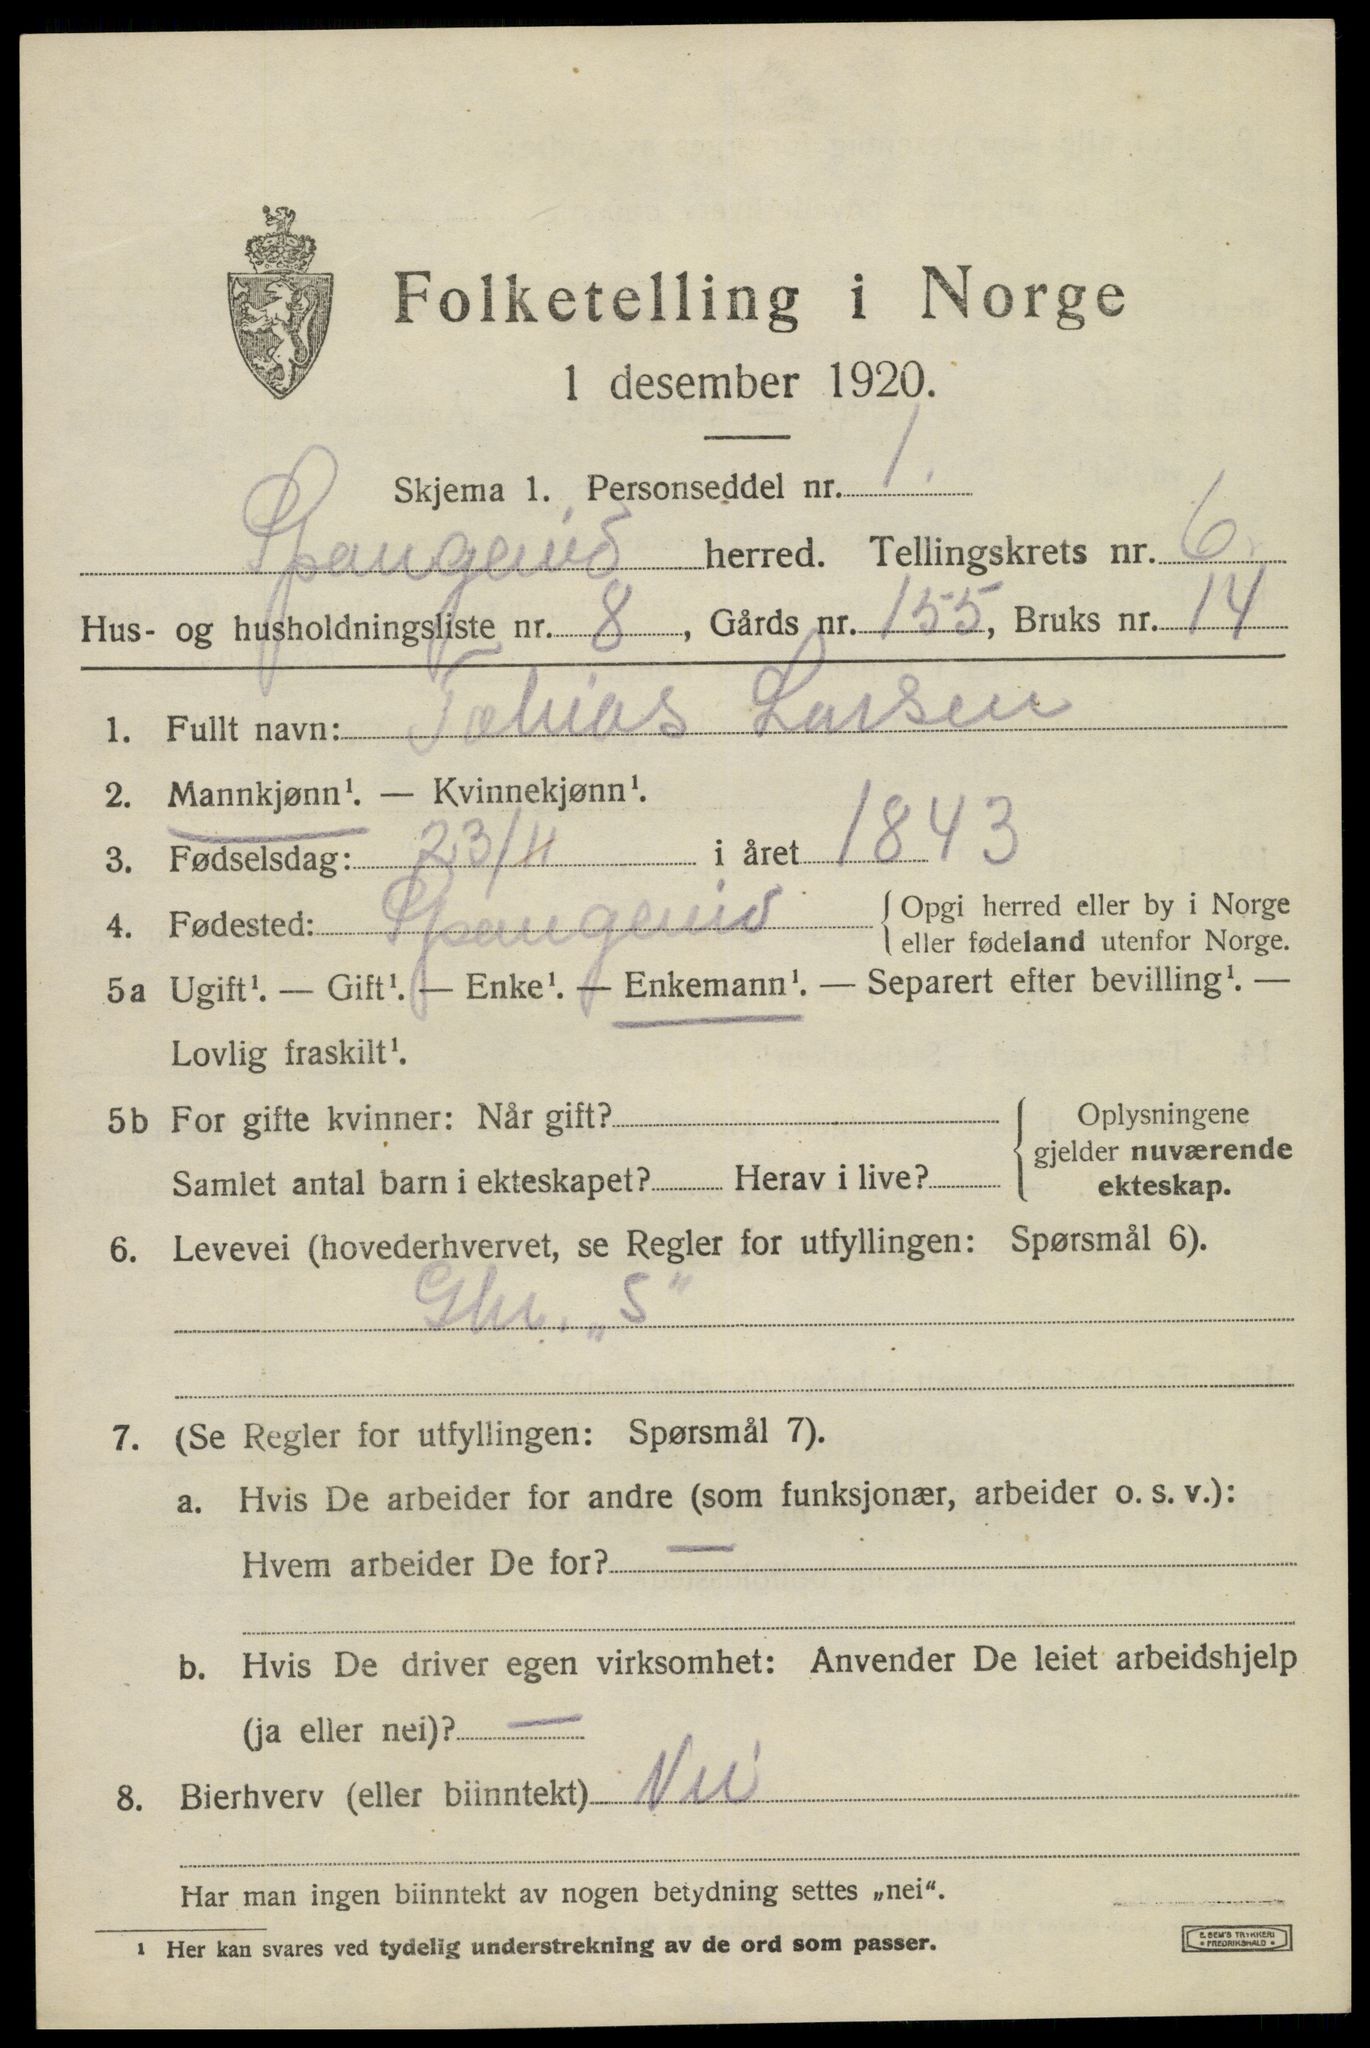 Folketelling i Norge
1 desember 1920.
Skjema 1. Personseddel nr. 1.
Spangerid herred. Tellingskrets nr. 6.
Hus- og husholdningsliste nr. 8, Gårds nr. 155, Bruks nr. 14
1. Fullt navn: Tobias Larsen
2. Mannkjønn¹. — Kvinnekjønn¹.
3. Fødselsdag: 23/11 i året 1843
4. Fødested: Spangerid { Opgi herred eller by i Norge
eller fødeland utenfor Norge.
5a Ugift¹. — Gift¹. — Enke¹. — Enkemann¹. — Separert efter bevilling¹. —
Lovlig fraskilt¹.
5b For gifte kvinner: Når gift?
Samlet antal barn i ekteskapet? Herav i live?
Oplysningene
gjelder nuværende
ekteskap.
6. Levevei (hovederhvervet, se Regler for utfyllingen: Spørsmål 6).
„S“
7. (Se Regler for utfyllingen: Spørsmål 7).
a. Hvis De arbeider for andre (som funksjonær, arbeider o. s. v.):
Hvem arbeider De for? —
b. Hvis De driver egen virksomhet: Anvender De leiet arbeidshjelp
(ja eller nei)? —
8. Bierhverv (eller biinntekt) Nei
Har man ingen biinntekt av nogen betydning settes „nei“.
¹ Her kan svares ved tydelig understrekning av de ord som passer.
E. SEM'S TRYKKERI
• FREDRIKSHALD •